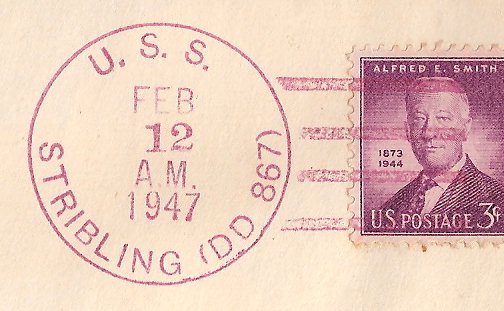 U. S. S.
FEB
12
A.M.
1947
STRIBLING (DD 867)
ALFRED E. SMITH
1873
1944
U.S. POSTAGE 3¢